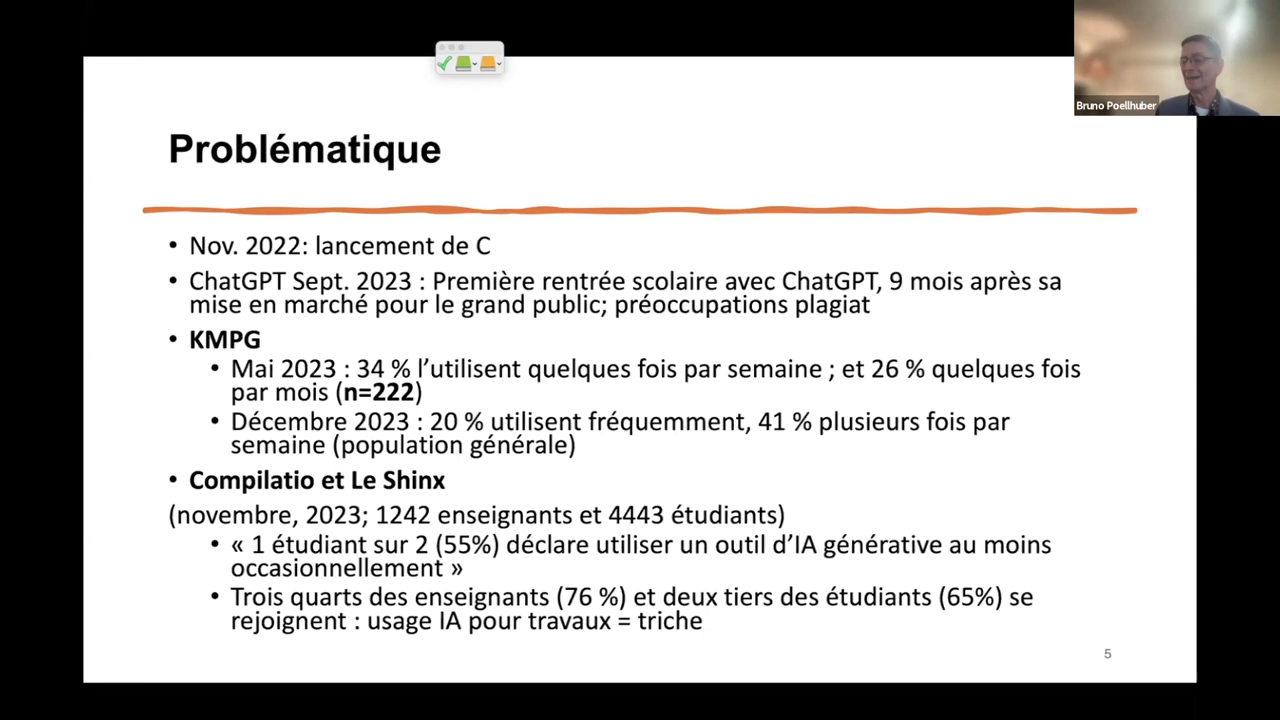 Bruno Poellhuber
Problématique
• Nov. 2022: lancement de C
• ChatGPT Sept. 2023 : Première rentrée scolaire avec ChatGPT, 9 mois après sa
mise en marché pour le grand public; préoccupations plagiat
• KMPG
• Mai 2023 : 34 % l’utilisent quelques fois par semaine ; et 26 % quelques fois
par mois (n=222)
• Décembre 2023 : 20 % utilisent fréquemment, 41 % plusieurs fois par
semaine (population générale)
• Compilatio et Le Shinx
(novembre, 2023; 1242 enseignants et 4443 étudiants)
• « 1 étudiant sur 2 (55%) déclare utiliser un outil d’IA générative au moins
occasionnellement »
• Trois quarts des enseignants (76 %) et deux tiers des étudiants (65%) se
rejoignent : usage IA pour travaux = triche
5